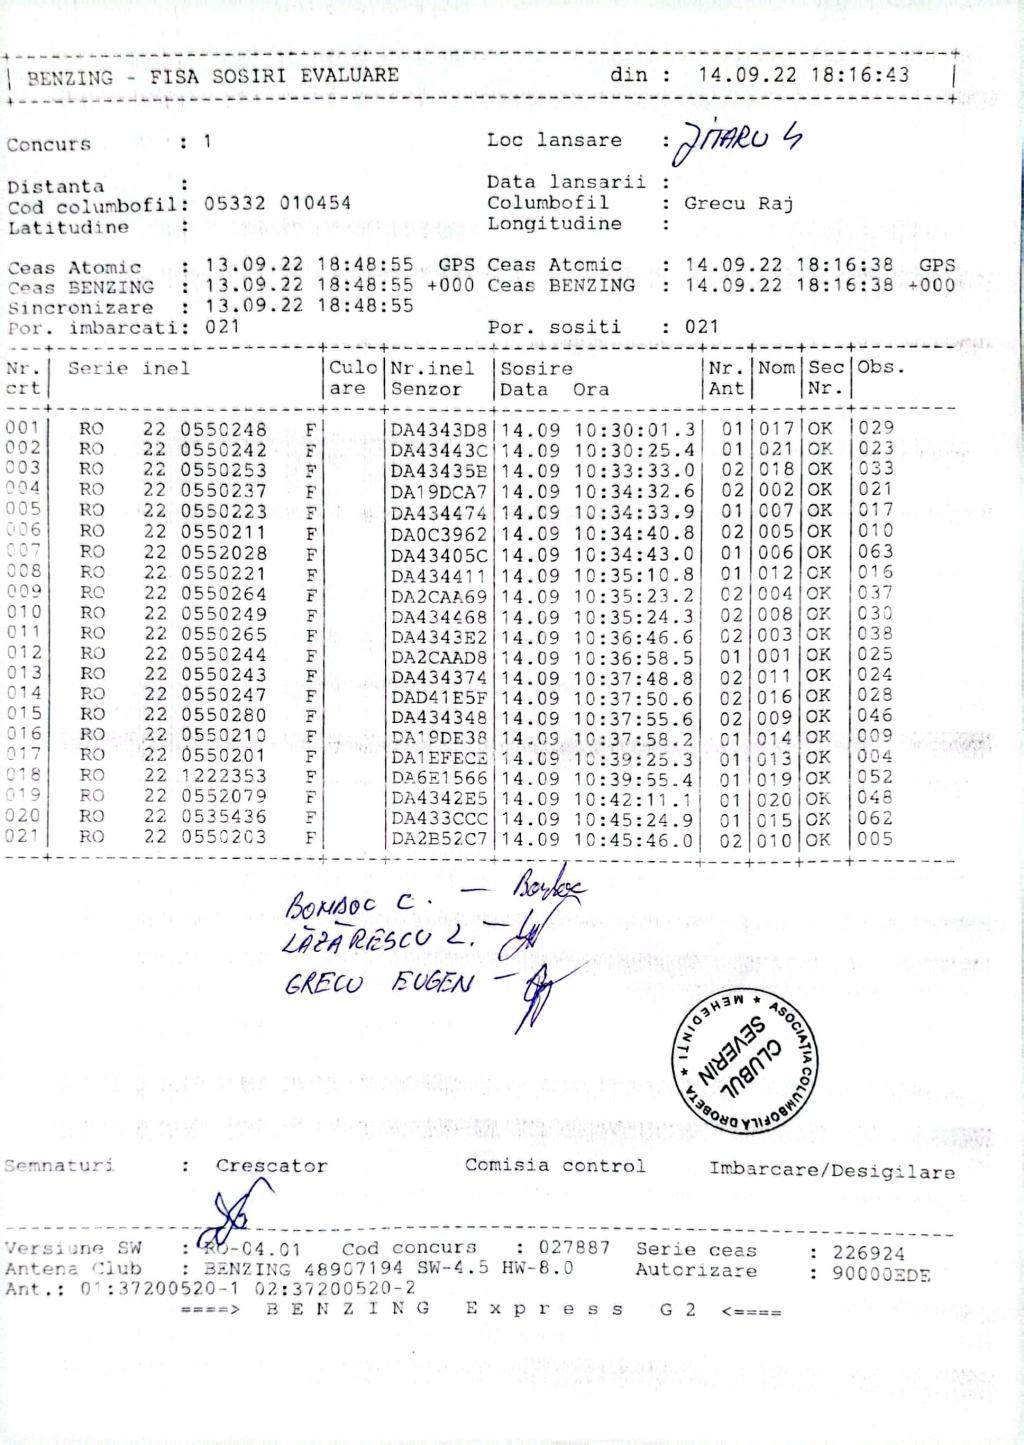 BENZING - FISA SOSIRI EVALUARE din : 14.09.22 18:16:43
Concurs : 1 Loc lansare : JITARU 4
Distanta : Data lansarii :
Cod columbofil: 05332 010454 Columbofil : Grecu Raj
Latitudine : Longitudine :
Ceas Atomic : 13.09.22 18:48:55 GPS Ceas Atomic : 14.09.22 18:16:38 GPS
Ceas BENZING : 13.09.22 18:48:55 +000 Ceas BENZING : 14.09.22 18:16:38 +000
Sincronizare : 13.09.22 18:48:55
Por. imbarcati: 021 Por. sositi : 021
Nr. Serie inel Culo Nr.inel Sosire Nr. Nom Sec Obs.
crt are Senzor Data Ora Ant Nr.
001 RO 22 0550248 F DA4343D8 14.09 10:30:01.3 01 017 OK 029
002 RO 22 0550242 F DA43443C 14.09 10:30:25.4 01 021 OK 023
003 RO 22 0550253 F DA43435B 14.09 10:33:33.0 02 018 OK 033
004 RO 22 0550237 F DA19DCA7 14.09 10:34:32.6 02 002 OK 021
005 RO 22 0550223 F DA434474 14.09 10:34:33.9 01 007 OK 017
006 RO 22 0550211 F DA0C3962 14.09 10:34:40.8 02 005 OK 010
007 RO 22 0552028 F DA43405C 14.09 10:34:43.0 01 006 OK 063
008 RO 22 0550221 F DA434411 14.09 10:35:10.8 01 012 OK 016
009 RO 22 0550264 F DA2CAA69 14.09 10:35:23.2 02 004 OK 037
010 RO 22 0550249 F DA434468 14.09 10:35:24.3 02 008 OK 030
011 RO 22 0550265 F DA4343E2 14.09 10:36:46.6 02 003 OK 038
012 RO 22 0550244 F DA2CAAD8 14.09 10:36:58.5 01 001 OK 025
013 RO 22 0550243 F DA434374 14.09 10:37:48.8 02 011 OK 024
014 RO 22 0550247 F DAD41E5F 14.09 10:37:50.6 02 016 OK 028
015 RO 22 0550280 F DA434348 14.09 10:37:55.6 02 009 OK 046
016 RO 22 0550210 F DA19DE38 14.09 10:37:58.2 01 014 OK 009
017 RO 22 0550201 F DA1EFECE 14.09 10:39:25.3 01 013 OK 004
018 RO 22 1222353 F DA6E1566 14.09 10:39:55.4 01 019 OK 052
019 RO 22 0552079 F DA4342E5 14.09 10:42:11.1 01 020 OK 048
020 RO 22 0535436 F DA433CCC 14.09 10:45:24.9 01 015 OK 062
021 RO 22 0550203 F DA2B52C7 14.09 10:45:46.0 02 010 OK 005
BONDOC C. - Bondoc
LĂZĂRESCU L. -
GRECU EUGEN -
ASOCIAȚIA COLUMBOFILA DROBETA * MEHEDINTI *
CLUBUL
SEVERIN
Semnaturi : Crescator Comisia control Imbarcare/Desigilare
Versiune SW : RO-04.01 Cod concurs : 027887 Serie ceas : 226924
Antena Club : BENZING 48907194 SW-4.5 HW-8.0 Autorizare : 90000EDE
Ant.: 01:37200520-1 02:37200520-2
====> B E N Z I N G E x p r e s s G 2 <====